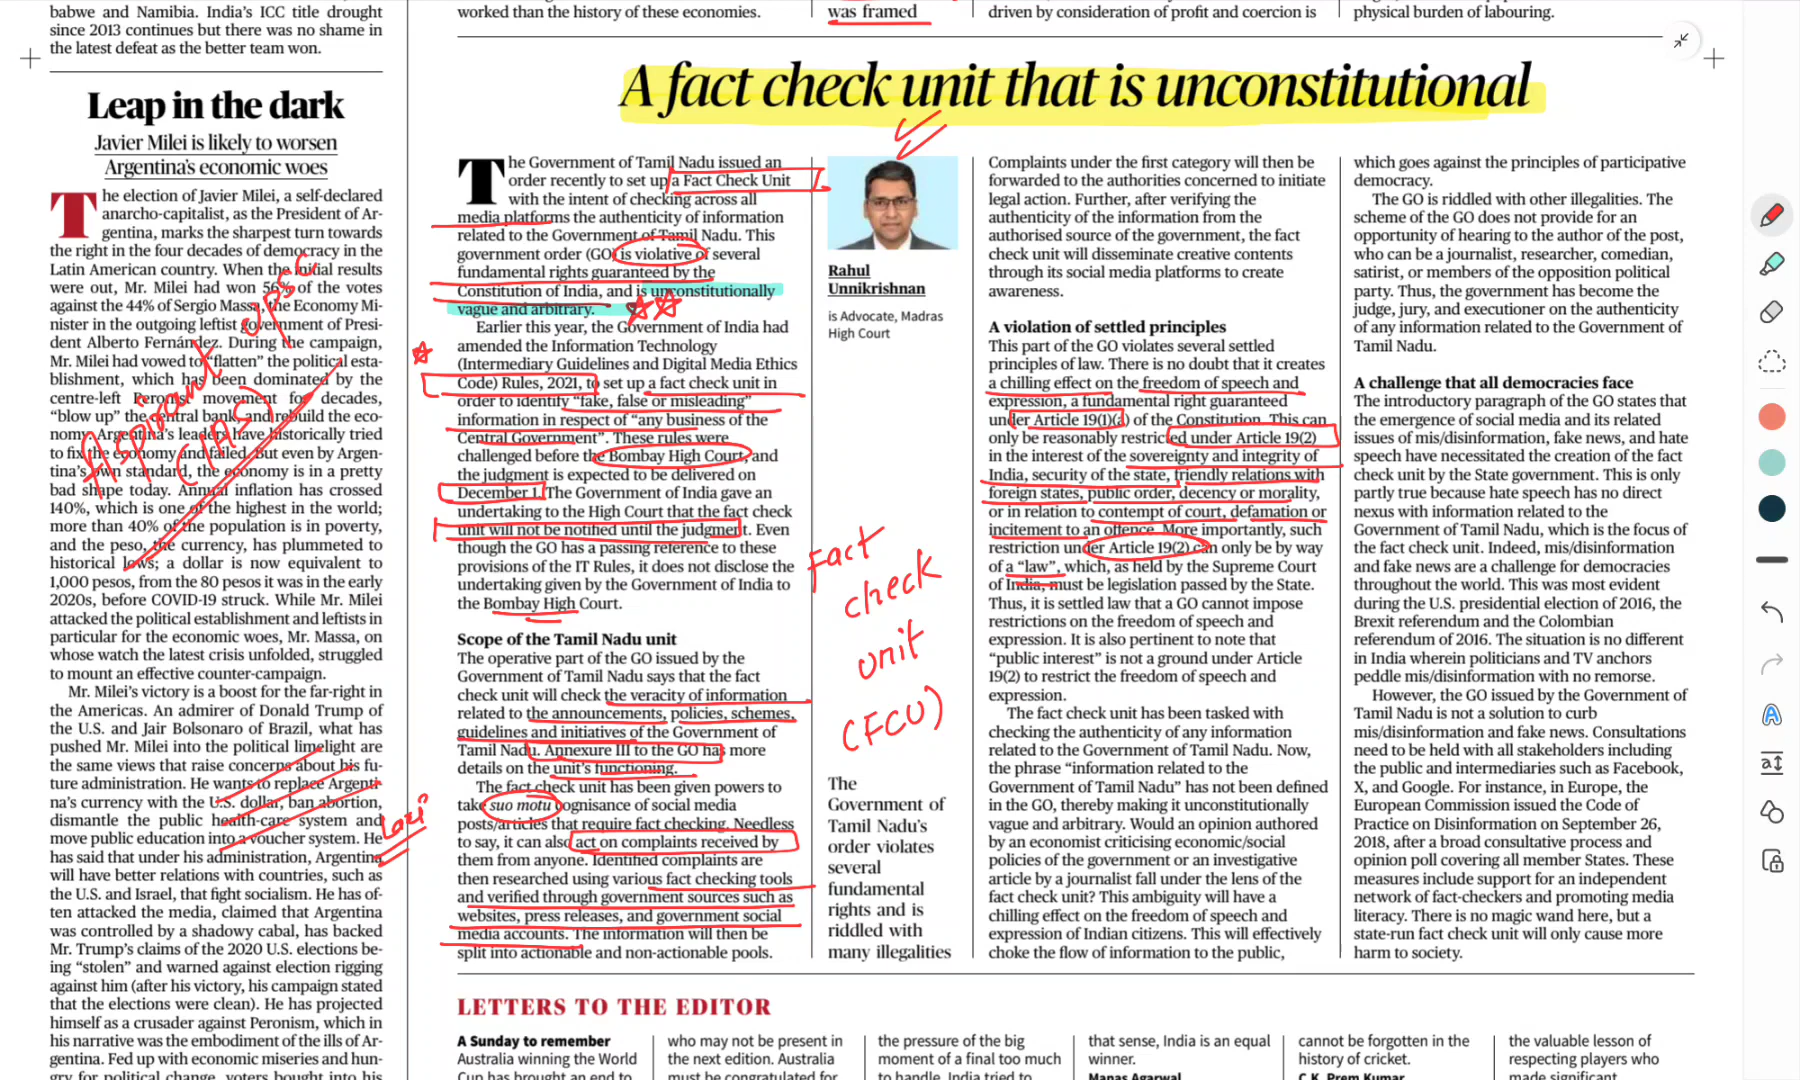 babwe and Namibia. India's ICC title drought
since 2013 continues but there was no shame in
the latest defeat as the better team won.
Leap in the dark
Javier Milei is likely to worsen
Argentina's economic woes
The election of Javier Milei, a self-declared
anarcho-capitalist, as the President of Ar-
gentina, marks the sharpest turn towards
the right in the four decades of democracy in the
Latin American country. When the initial results
were out, Mr. Milei had won 56% of the votes
against the 44% of Sergio Massa, the Economy Mi-
nister in the outgoing leftist government of Presi-
dent Alberto Fernández. During the campaign,
Mr. Milei had vowed to "flatten" the political esta-
blishment, which has been dominated by the
centre-left Peronist movement for decades,
"blow up" the central bank, and rebuild the eco-
nomy. Argentina's leaders have historically tried
to fix the economy and failed. But even by Argen-
tina's own standard, the economy is in a pretty
bad shape today. Annual inflation has crossed
140%, which is one of the highest in the world;
more than 40% of the population is in poverty,
and the peso, the currency, has plummeted to
historical lows; a dollar is now equivalent to
1,000 pesos, from the 80 pesos it was in the early
2020s, before COVID-19 struck. While Mr. Milei
attacked the political establishment and leftists in
particular for the economic woes, Mr. Massa, on
whose watch the latest crisis unfolded, struggled
to mount an effective counter-campaign.
Mr. Milei's victory is a boost for the far-right in
the Americas. An admirer of Donald Trump of
the U.S. and Jair Bolsonaro of Brazil, what has
pushed Mr. Milei into the political limelight are
the same views that raise concerns about his fu-
ture administration. He wants to replace Argenti-
na's currency with the U.S. dollar, ban abortion,
dismantle the public health-care system and
move public education into a voucher system. He
has said that under his administration, Argentina
will have better relations with countries, such as
the U.S. and Israel, that fight socialism. He has of-
ten attacked the media, claimed that Argentina
was controlled by a shadowy cabal, has backed
Mr. Trump's claims of the 2020 U.S. elections be-
ing "stolen" and warned against election rigging
against him (after his victory, his campaign stated
that the elections were clean). He has projected
himself as a crusader against Peronism, which in
his narrative was the embodiment of the ills of Ar-
gentina. Fed up with economic miseries and hun-
gry for political change, voters bought into his
Aspirant UPSC
(IAS)
worked than the history of these economies.
was framed
driven by consideration of profit and coercion is
physical burden of labouring.
A fact check unit that is unconstitutional
The Government of Tamil Nadu issued an
order recently to set up a Fact Check Unit
with the intent of checking across all
media platforms the authenticity of information
related to the Government of Tamil Nadu. This
government order (GO) is violative of several
fundamental rights guaranteed by the
Constitution of India, and is unconstitutionally
vague and arbitrary.
Earlier this year, the Government of India had
amended the Information Technology
(Intermediary Guidelines and Digital Media Ethics
Code) Rules, 2021, to set up a fact check unit in
order to identify "fake, false or misleading"
information in respect of "any business of the
Central Government". These rules were
challenged before the Bombay High Court, and
the judgment is expected to be delivered on
December 1. The Government of India gave an
undertaking to the High Court that the fact check
unit will not be notified until the judgment. Even
though the GO has a passing reference to these
provisions of the IT Rules, it does not disclose the
undertaking given by the Government of India to
the Bombay High Court.
Scope of the Tamil Nadu unit
The operative part of the GO issued by the
Government of Tamil Nadu says that the fact
check unit will check the veracity of information
related to the announcements, policies, schemes,
guidelines and initiatives of the Government of
Tamil Nadu. Annexure III to the GO has more
details on the unit's functioning.
The fact check unit has been given powers to
take suo motu cognisance of social media
posts/articles that require fact checking. Needless
to say, it can also act on complaints received by
them from anyone. Identified complaints are
then researched using various fact checking tools
and verified through government sources such as
websites, press releases, and government social
media accounts. The information will then be
split into actionable and non-actionable pools.
Rahul
Unnikrishnan
is Advocate, Madras
High Court
Fact
check
unit
(FCU)
The
Government of
Tamil Nadu's
order violates
several
fundamental
rights and is
riddled with
many illegalities
Complaints under the first category will then be
forwarded to the authorities concerned to initiate
legal action. Further, after verifying the
authenticity of the information from the
authorised source of the government, the fact
check unit will disseminate creative contents
through its social media platforms to create
awareness.
A violation of settled principles
This part of the GO violates several settled
principles of law. There is no doubt that it creates
a chilling effect on the freedom of speech and
expression, a fundamental right guaranteed
under Article 19(1)(a) of the Constitution. This can
only be reasonably restricted under Article 19(2)
in the interest of the sovereignty and integrity of
India, security of the state, friendly relations with
foreign states, public order, decency or morality,
or in relation to contempt of court, defamation or
incitement to an offence. More importantly, such
restriction under Article 19(2) can only be by way
of a "law", which, as held by the Supreme Court
of India, must be legislation passed by the State.
Thus, it is settled law that a GO cannot impose
restrictions on the freedom of speech and
expression. It is also pertinent to note that
"public interest" is not a ground under Article
19(2) to restrict the freedom of speech and
expression.
The fact check unit has been tasked with
checking the authenticity of any information
related to the Government of Tamil Nadu. Now,
the phrase "information related to the
Government of Tamil Nadu" has not been defined
in the GO, thereby making it unconstitutionally
vague and arbitrary. Would an opinion authored
by an economist criticising economic/social
policies of the government or an investigative
article by a journalist fall under the lens of the
fact check unit? This ambiguity will have a
chilling effect on the freedom of speech and
expression of Indian citizens. This will effectively
choke the flow of information to the public,
which goes against the principles of participative
democracy.
The GO is riddled with other illegalities. The
scheme of the GO does not provide for an
opportunity of hearing to the author of the post,
who can be a journalist, researcher, comedian,
satirist, or members of the opposition political
party. Thus, the government has become the
judge, jury, and executioner on the authenticity
of any information related to the Government of
Tamil Nadu.
A challenge that all democracies face
The introductory paragraph of the GO states that
the emergence of social media and its related
issues of mis/disinformation, fake news, and hate
speech have necessitated the creation of the fact
check unit by the State government. This is only
partly true because hate speech has no direct
nexus with information related to the
Government of Tamil Nadu, which is the focus of
the fact check unit. Indeed, mis/disinformation
and fake news are a challenge for democracies
throughout the world. This was most evident
during the U.S. presidential election of 2016, the
Brexit referendum and the Colombian
referendum of 2016. The situation is no different
in India wherein politicians and TV anchors
peddle mis/disinformation with no remorse.
However, the GO issued by the Government of
Tamil Nadu is not a solution to curb
mis/disinformation and fake news. Consultations
need to be held with all stakeholders including
the public and intermediaries such as Facebook,
X, and Google. For instance, in Europe, the
European Commission issued the Code of
Practice on Disinformation on September 26,
2018, after a broad consultative process and
opinion poll covering all member States. These
measures include support for an independent
network of fact-checkers and promoting media
literacy. There is no magic wand here, but a
state-run fact check unit will only cause more
harm to society.
LETTERS TO THE EDITOR
A Sunday to remember
Australia winning the World
Cup has brought an end to
who may not be present in
the next edition. Australia
must be congratulated for
the pressure of the big
moment of a final too much
to handle. India tried to
that sense, India is an equal
winner.
Manas Agarwal
cannot be forgotten in the
history of cricket.
C.K. Prem Kumar
the valuable lesson of
respecting players who
made significant